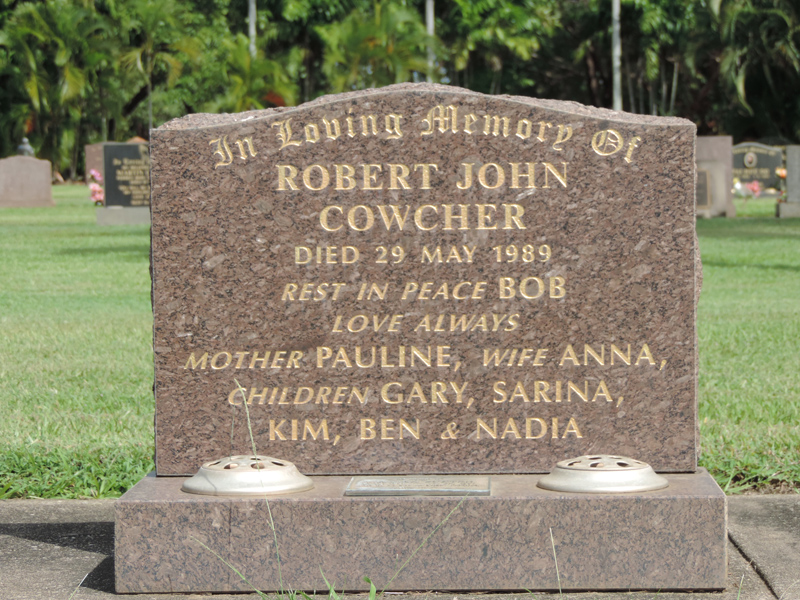 In Loving Memory Of
ROBERT JOHN
COWCHER
DIED 29 MAY 1989
REST IN PEACE BOB
LOVE ALWAYS
MOTHER PAULINE, WIFE ANNA,
CHILDREN GARY, SARINA,
KIM, BEN & NADIA